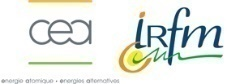 cea irfm
énergie atomique • énergies alternatives